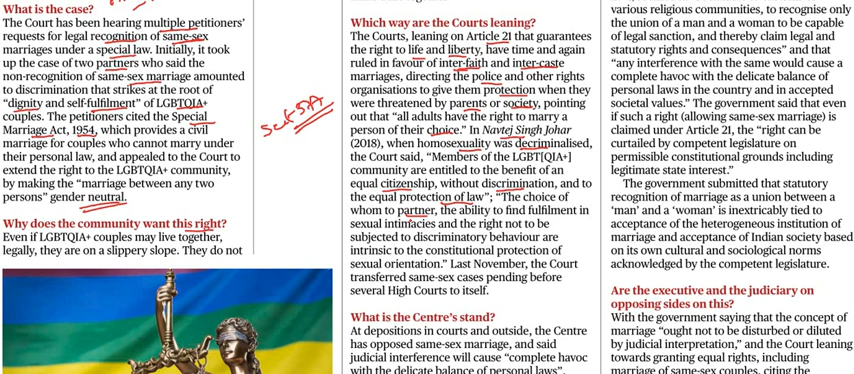 What is the case?
The Court has been hearing multiple petitioners'
requests for legal recognition of same-sex
marriages under a special law. Initially, it took
up the case of two partners who said the
non-recognition of same-sex marriage amounted
to discrimination that strikes at the root of
“dignity and self-fulfilment” of LGBTQIA+
couples. The petitioners cited the Special
Marriage Act, 1954, which provides a civil
marriage for couples who cannot marry under
their personal law, and appealed to the Court to
extend the right to the LGBTQIA+ community,
by making the “marriage between any two
persons” gender neutral.
Why does the community want this right?
Even if LGBTQIA+ couples may live together,
legally, they are on a slippery slope. They do not
Which way are the Courts leaning?
The Courts, leaning on Article 21 that guarantees
the right to life and liberty, have time and again
ruled in favour of inter-faith and inter-caste
marriages, directing the police and other rights
organisations to give them protection when they
were threatened by parents or society, pointing
out that “all adults have the right to marry a
person of their choice.” In Navtej Singh Johar
(2018), when homosexuality was decriminalised,
the Court said, “Members of the LGBT[QIA+]
community are entitled to the benefit of an
equal citizenship, without discrimination, and to
the equal protection of law”; “The choice of
whom to partner, the ability to find fulfilment in
sexual intimacies and the right not to be
subjected to discriminatory behaviour are
intrinsic to the constitutional protection of
sexual orientation.” Last November, the Court
transferred same-sex cases pending before
several High Courts to itself.
What is the Centre's stand?
At depositions in courts and outside, the Centre
has opposed same-sex marriage, and said
judicial interference will cause “complete havoc
with the delicate balance of personal laws”.
various religious communities, to recognise only
the union of a man and a woman to be capable
of legal sanction, and thereby claim legal and
statutory rights and consequences” and that
“any interference with the same would cause a
complete havoc with the delicate balance of
personal laws in the country and in accepted
societal values.” The government said that even
if such a right (allowing same-sex marriage) is
claimed under Article 21, the “right can be
curtailed by competent legislature on
permissible constitutional grounds including
legitimate state interest.”
The government submitted that statutory
recognition of marriage as a union between a
‘man’ and a ‘woman’ is inextricably tied to
acceptance of the heterogeneous institution of
marriage and acceptance of Indian society based
on its own cultural and sociological norms
acknowledged by the competent legislature.
Are the executive and the judiciary on
opposing sides on this?
With the government saying that the concept of
marriage “ought not to be disturbed or diluted
by judicial interpretation,” and the Court leaning
towards granting equal rights, including
marriage of same-sex couples, citing the